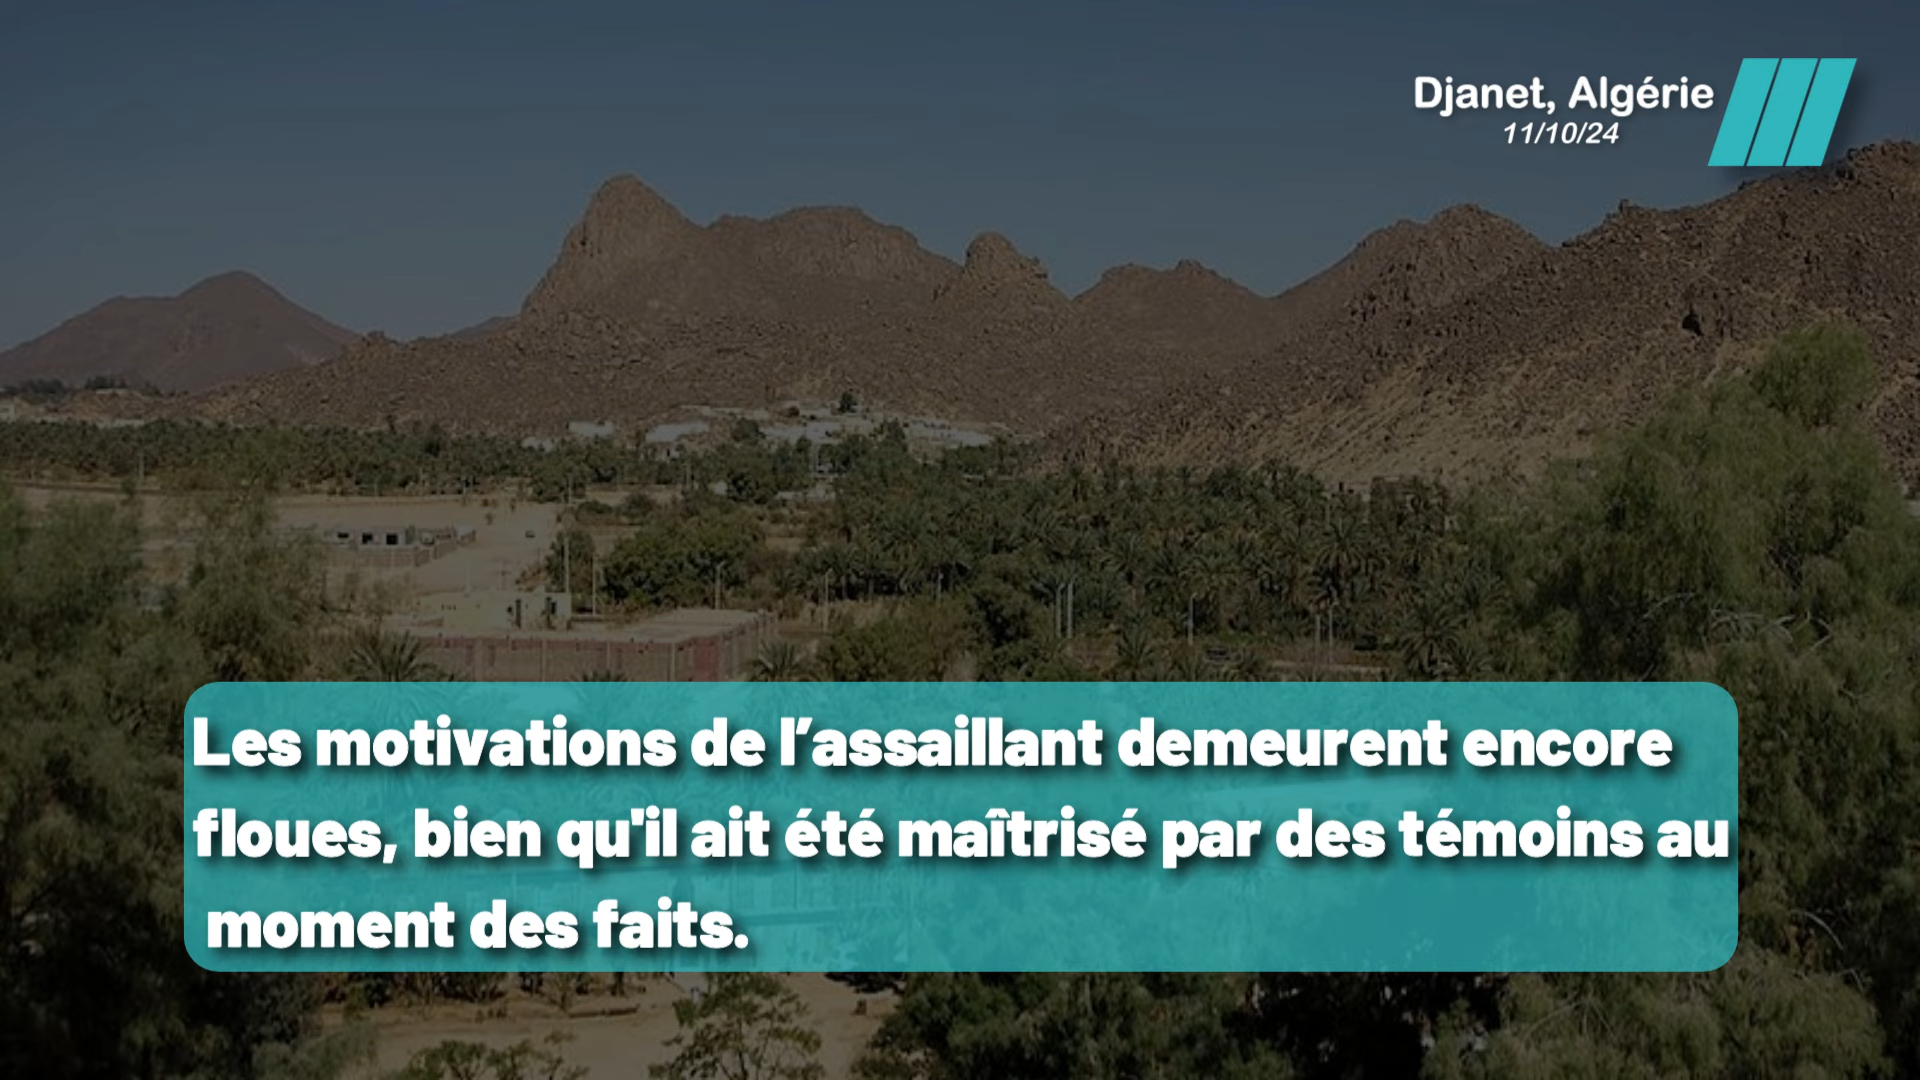 Djanet, Algérie
11/10/24
Les motivations de l’assaillant demeurent encore
floues, bien qu'il ait été maîtrisé par des témoins au
moment des faits.